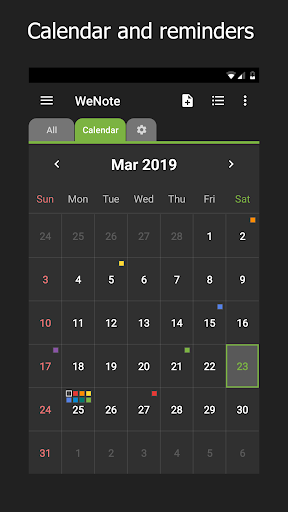 Calendar and reminders
WeNote
All
Calendar
Mar 2019
Sun Mon Tue Wed Thu Fri Sat
24 25 26 27 28 1 2
3 4 5 6 7 8 9
10 11 12 13 14 15 16
17 18 19 20 21 22 23
24 25 26 27 28 29 30
31 1 2 3 4 5 6